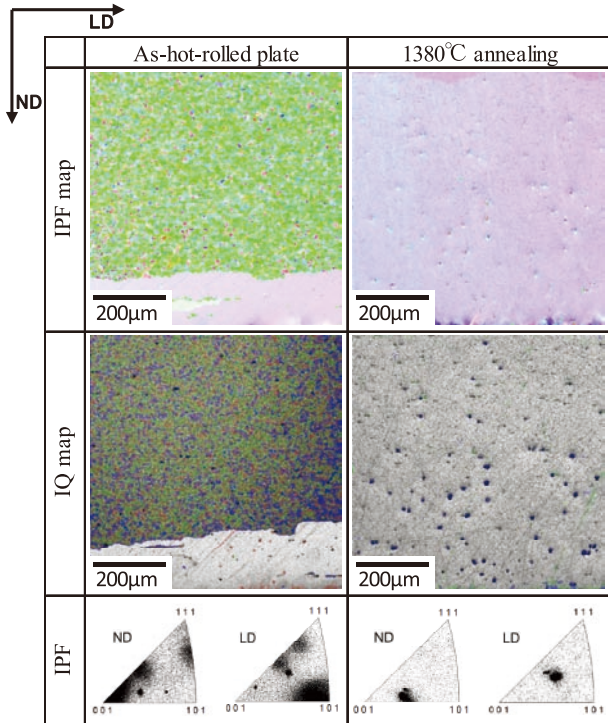 LD
ND
As-hot-rolled plate
1380℃ annealing
IPF map
200μm
200μm
IQ map
200μm
200μm
IPF
111
ND
001
101
111
LD
001
101
111
ND
001
101
111
LD
001
101